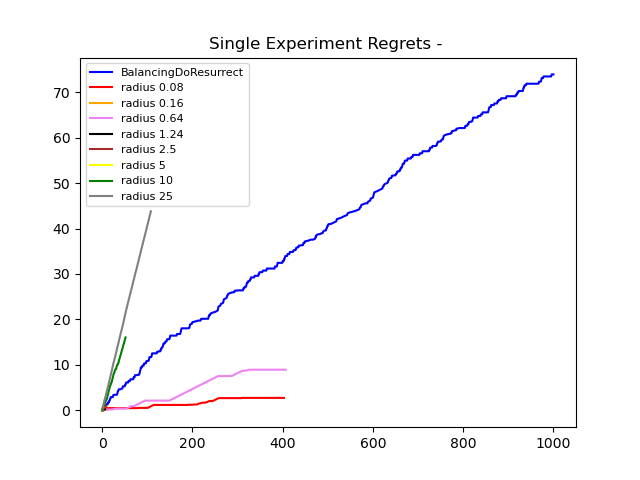 Single Experiment Regrets -
BalancingDoResurrect
radius 0.08
radius 0.16
radius 0.64
radius 1.24
radius 2.5
radius 5
radius 10
radius 25
70
60
50
40
30
20
10
0
0 200 400 600 800 1000